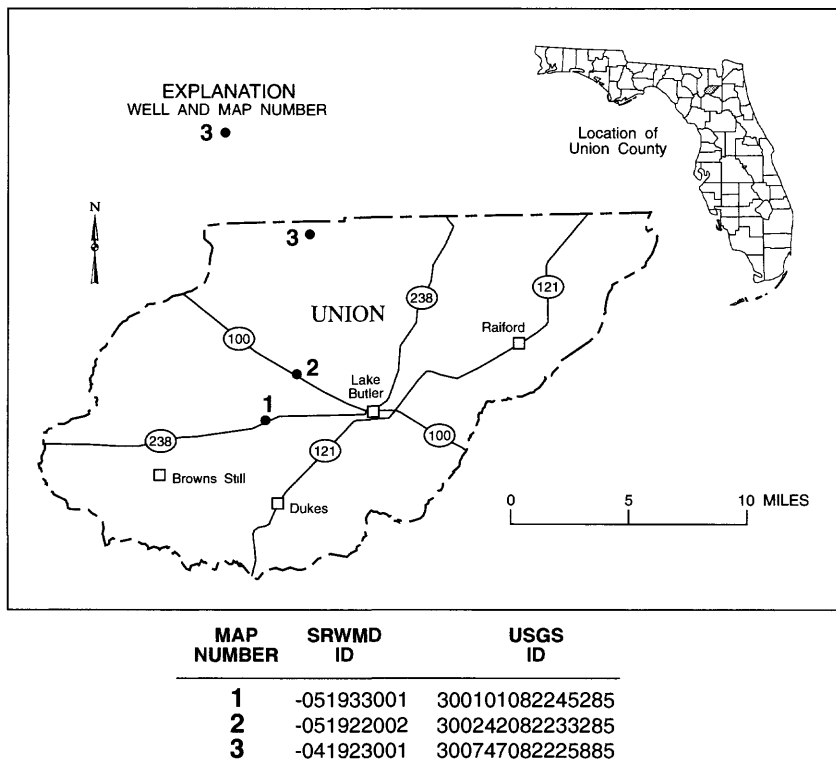 EXPLANATION
WELL AND MAP NUMBER
3
Location of
Union County
N
3
238
121
UNION
Raiford
100
2
Lake
Butler
1
238
121
100
Browns Still
Dukes
0 5 10 MILES
MAP NUMBER SRWMD ID USGS ID
1 -051933001 300101082245285
2 -051922002 300242082233285
3 -041923001 300747082225885